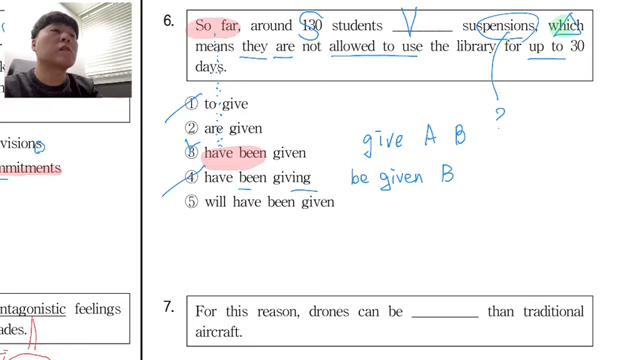 6.
So far, around 130 students ________ suspensions, which
means they are not allowed to use the library for up to 30
days.
?
① to give
② are given
③ have been given
give A B
④ have been giving
be given B
⑤ will have been given
visions
mmitments
ntagonistic feelings
ades.
7.
For this reason, drones can be ________ than traditional
aircraft.